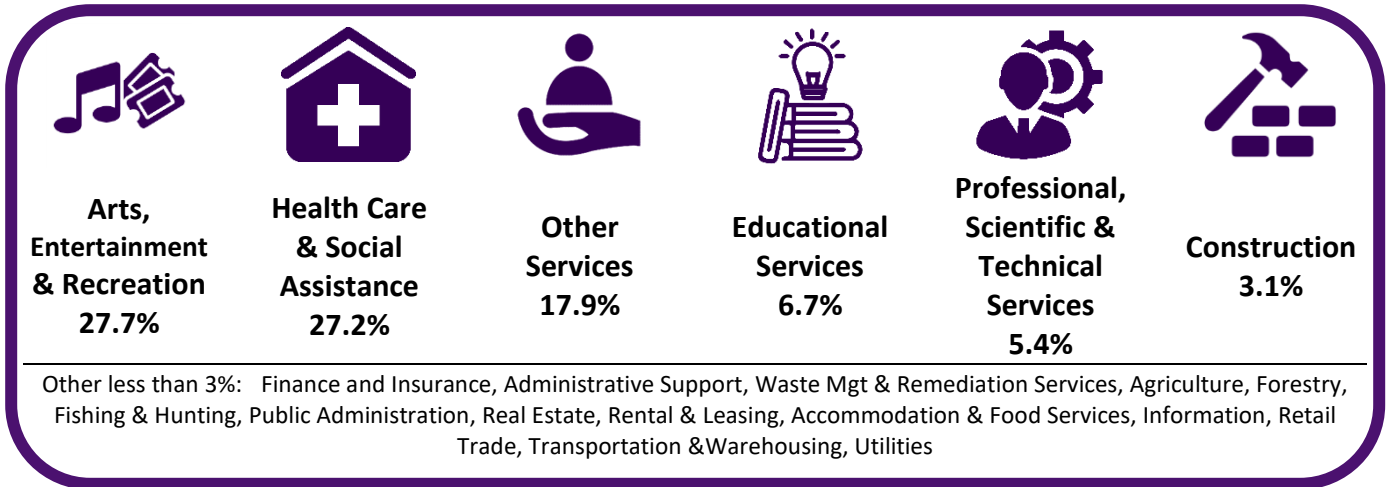 Arts,
Entertainment
& Recreation
27.7%
Health Care
& Social
Assistance
27.2%
Other
Services
17.9%
Educational
Services
6.7%
Professional,
Scientific &
Technical
Services
5.4%
Construction
3.1%
Other less than 3%: Finance and Insurance, Administrative Support, Waste Mgt & Remediation Services, Agriculture, Forestry,
Fishing & Hunting, Public Administration, Real Estate, Rental & Leasing, Accommodation & Food Services, Information, Retail
Trade, Transportation &Warehousing, Utilities